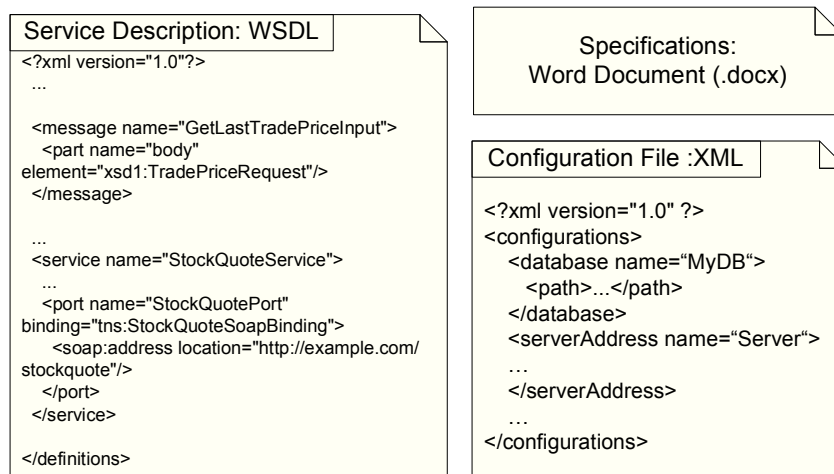 Service Description: WSDL
<?xml version="1.0"?>
...
<message name="GetLastTradePriceInput">
<part name="body"
element="xsd1:TradePriceRequest"/>
</message>
...
<service name="StockQuoteService">
...
<port name="StockQuotePort"
binding="tns:StockQuoteSoapBinding">
<soap:address location="http://example.com/
stockquote"/>
</port>
</service>
</definitions>
Specifications:
Word Document (.docx)
Configuration File :XML
<?xml version="1.0" ?>
<configurations>
<database name=“MyDB“>
<path>...</path>
</database>
<serverAddress name=“Server“>
…
</serverAddress>
…
</configurations>